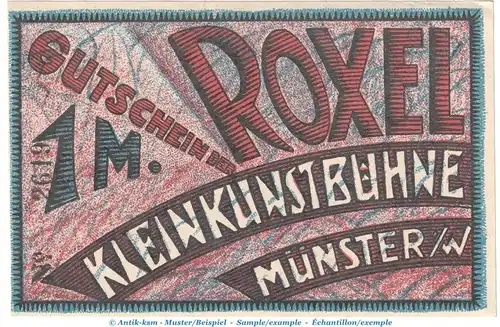 GUTSCHEIN DER
ROXEL
1 M.
KLEINKUNSTBÜHNE
MÜNSTER/W
№ 2619
© Antik-ksm - Muster/Beispiel - Sample/example - Échantillon/exemple